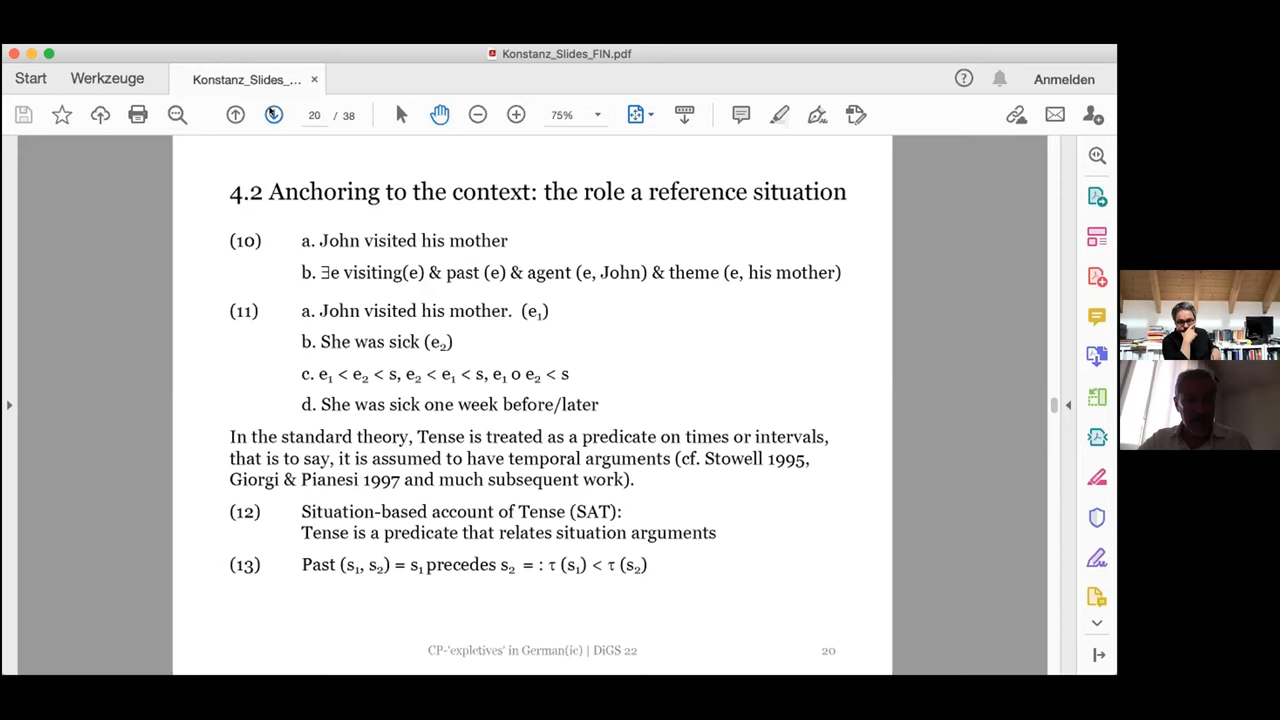 Konstanz_Slides_FIN.pdf
Start Werkzeuge Konstanz_Slides_... × Anmelden
20 / 38 75%
4.2 Anchoring to the context: the role a reference situation
(10) a. John visited his mother
b. ∃e visiting(e) & past (e) & agent (e, John) & theme (e, his mother)
(11) a. John visited his mother. (e₁)
b. She was sick (e₂)
c. e₁ < e₂ < s, e₂ < e₁ < s, e₁ o e₂ < s
d. She was sick one week before/later
In the standard theory, Tense is treated as a predicate on times or intervals,
that is to say, it is assumed to have temporal arguments (cf. Stowell 1995,
Giorgi & Pianesi 1997 and much subsequent work).
(12) Situation-based account of Tense (SAT):
Tense is a predicate that relates situation arguments
(13) Past (s₁, s₂) = s₁ precedes s₂ = : τ (s₁) < τ (s₂)
CP-'expletives' in German(ic) | DiGS 22 20